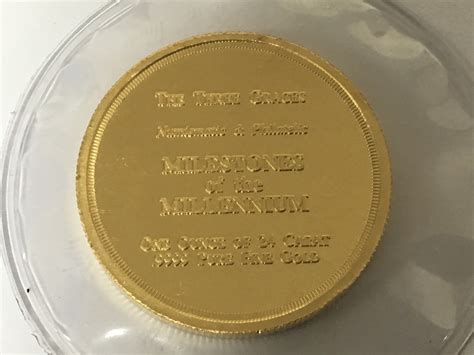 THE THREE GRACES
Numismatic & Philatelic
MILESTONES
of the
MILLENNIUM
ONE OUNCE OF 24 CARAT
9999 PURE FINE GOLD